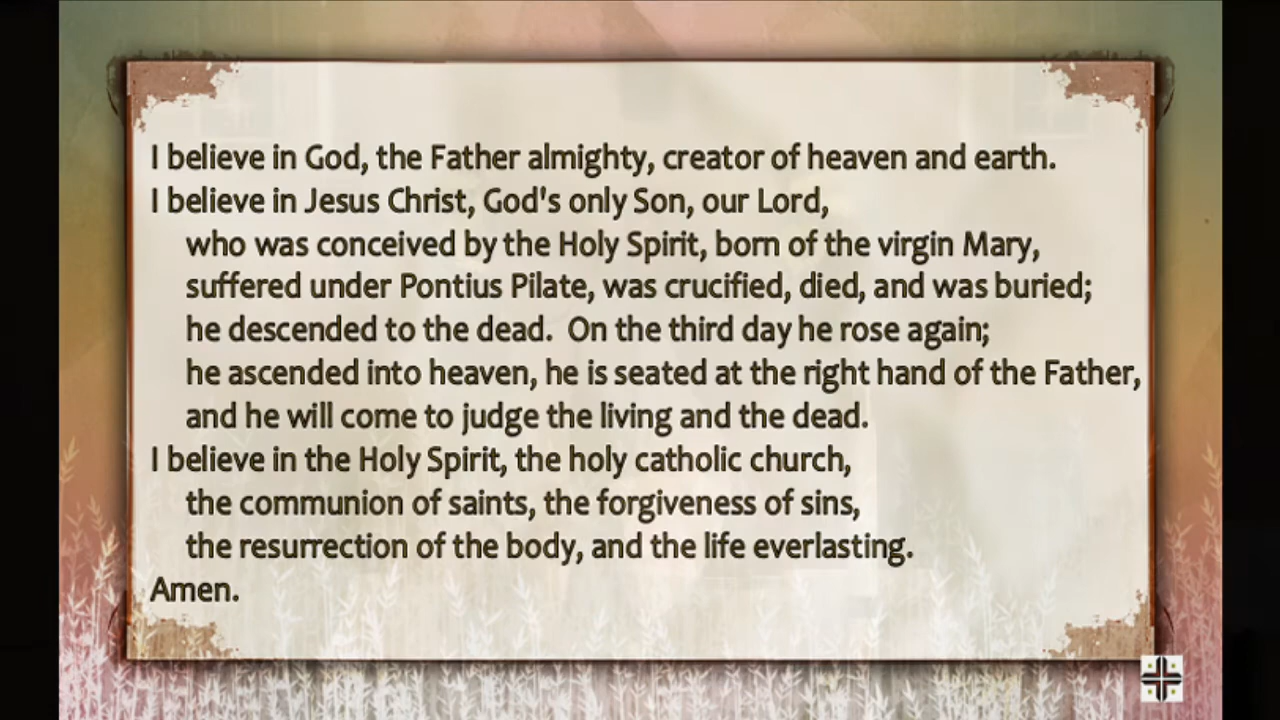 I believe in God, the Father almighty, creator of heaven and earth.
I believe in Jesus Christ, God's only Son, our Lord,
who was conceived by the Holy Spirit, born of the virgin Mary,
suffered under Pontius Pilate, was crucified, died, and was buried;
he descended to the dead.  On the third day he rose again;
he ascended into heaven, he is seated at the right hand of the Father,
and he will come to judge the living and the dead.
I believe in the Holy Spirit, the holy catholic church,
the communion of saints, the forgiveness of sins,
the resurrection of the body, and the life everlasting.
Amen.